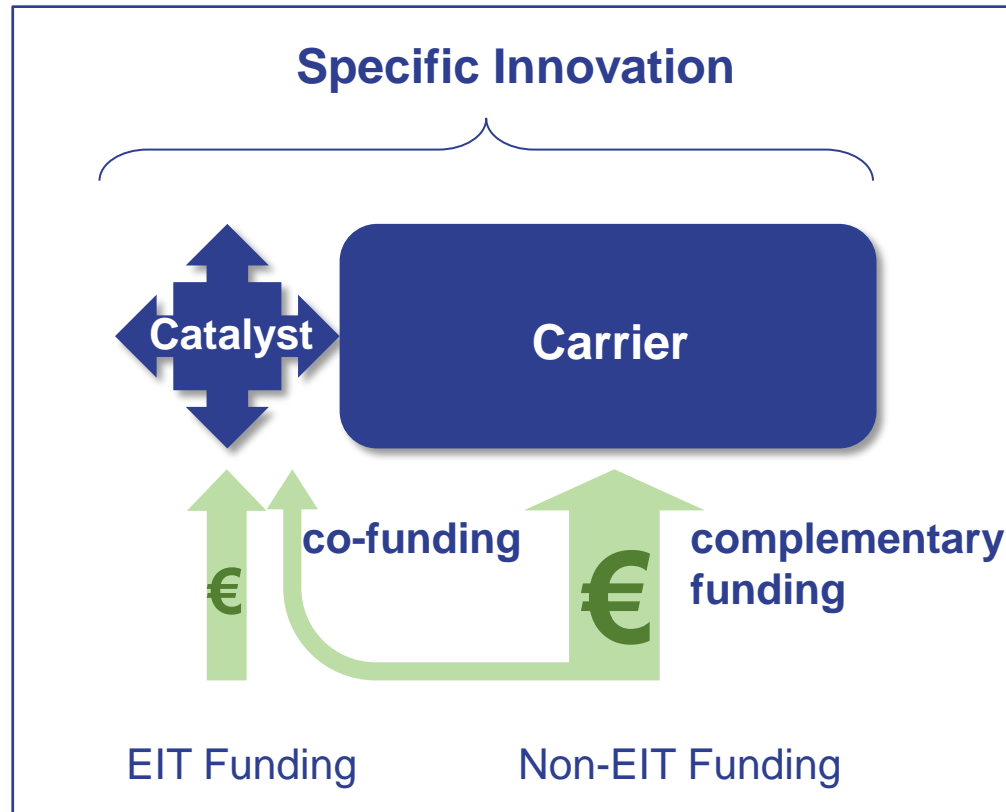 Specific Innovation
Catalyst
Carrier
co-funding
complementary
funding
€
€
EIT Funding
Non-EIT Funding